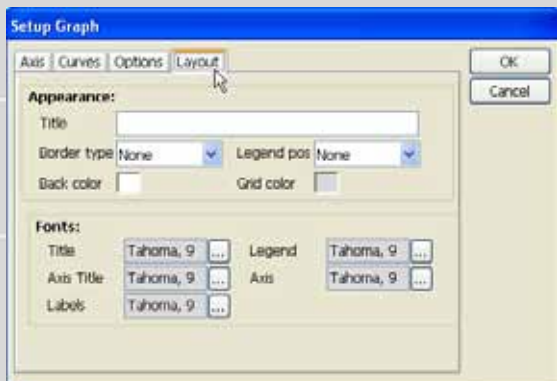 Setup Graph
Axis Curves Options Layout
OK
Cancel
Appearance:
Title
Border type None Legend pos None
Back color Grid color
Fonts:
Title Tahoma, 9 ... Legend Tahoma, 9 ...
Axis Title Tahoma, 9 ... Axis Tahoma, 9 ...
Labels Tahoma, 9 ...